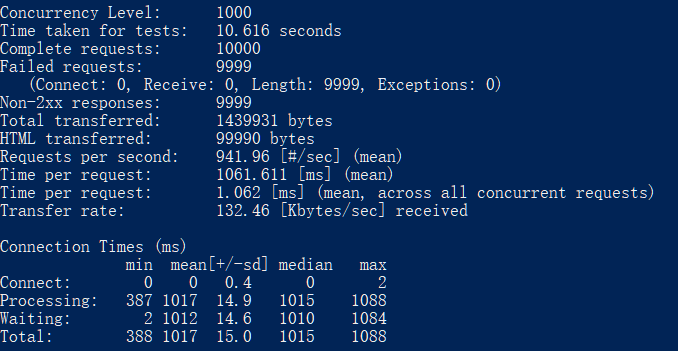 Concurrency Level:      1000
Time taken for tests:   10.616 seconds
Complete requests:      10000
Failed requests:        9999
   (Connect: 0, Receive: 0, Length: 9999, Exceptions: 0)
Non-2xx responses:      9999
Total transferred:      1439931 bytes
HTML transferred:       99990 bytes
Requests per second:    941.96 [#/sec] (mean)
Time per request:       1061.611 [ms] (mean)
Time per request:       1.062 [ms] (mean, across all concurrent requests)
Transfer rate:          132.46 [Kbytes/sec] received

Connection Times (ms)
              min  mean[+/-sd] median   max
Connect:        0    0   0.4      0       2
Processing:   387 1017  14.9   1015    1088
Waiting:        2 1012  14.6   1010    1084
Total:        388 1017  15.0   1015    1088